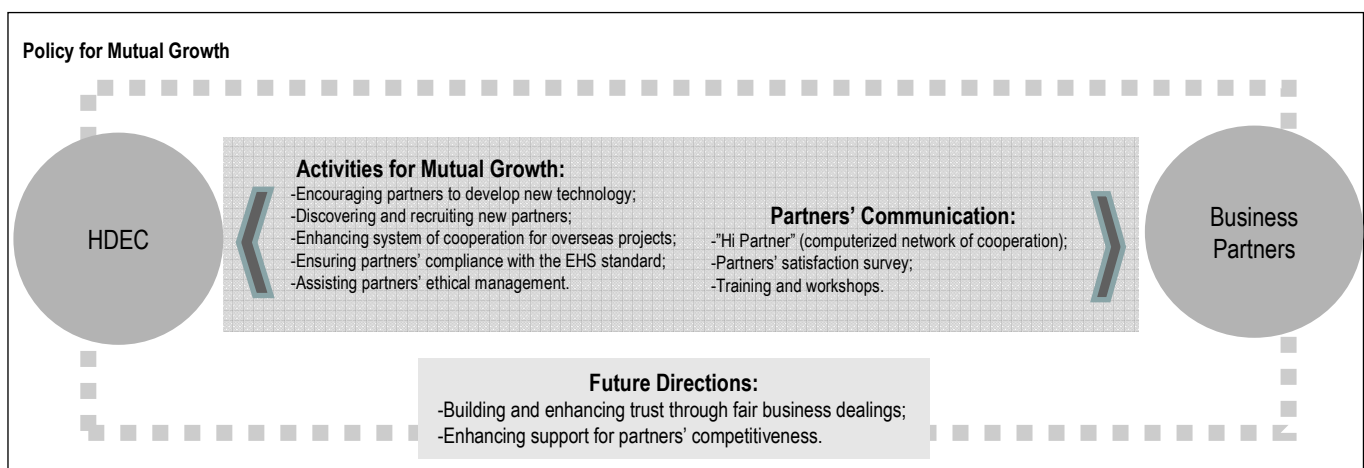 Policy for Mutual Growth
HDEC
Activities for Mutual Growth:
-Encouraging partners to develop new technology;
-Discovering and recruiting new partners;
-Enhancing system of cooperation for overseas projects;
-Ensuring partners’ compliance with the EHS standard;
-Assisting partners’ ethical management.
Partners’ Communication:
-”Hi Partner” (computerized network of cooperation);
-Partners’ satisfaction survey;
-Training and workshops.
Business
Partners
Future Directions:
-Building and enhancing trust through fair business dealings;
-Enhancing support for partners’ competitiveness.